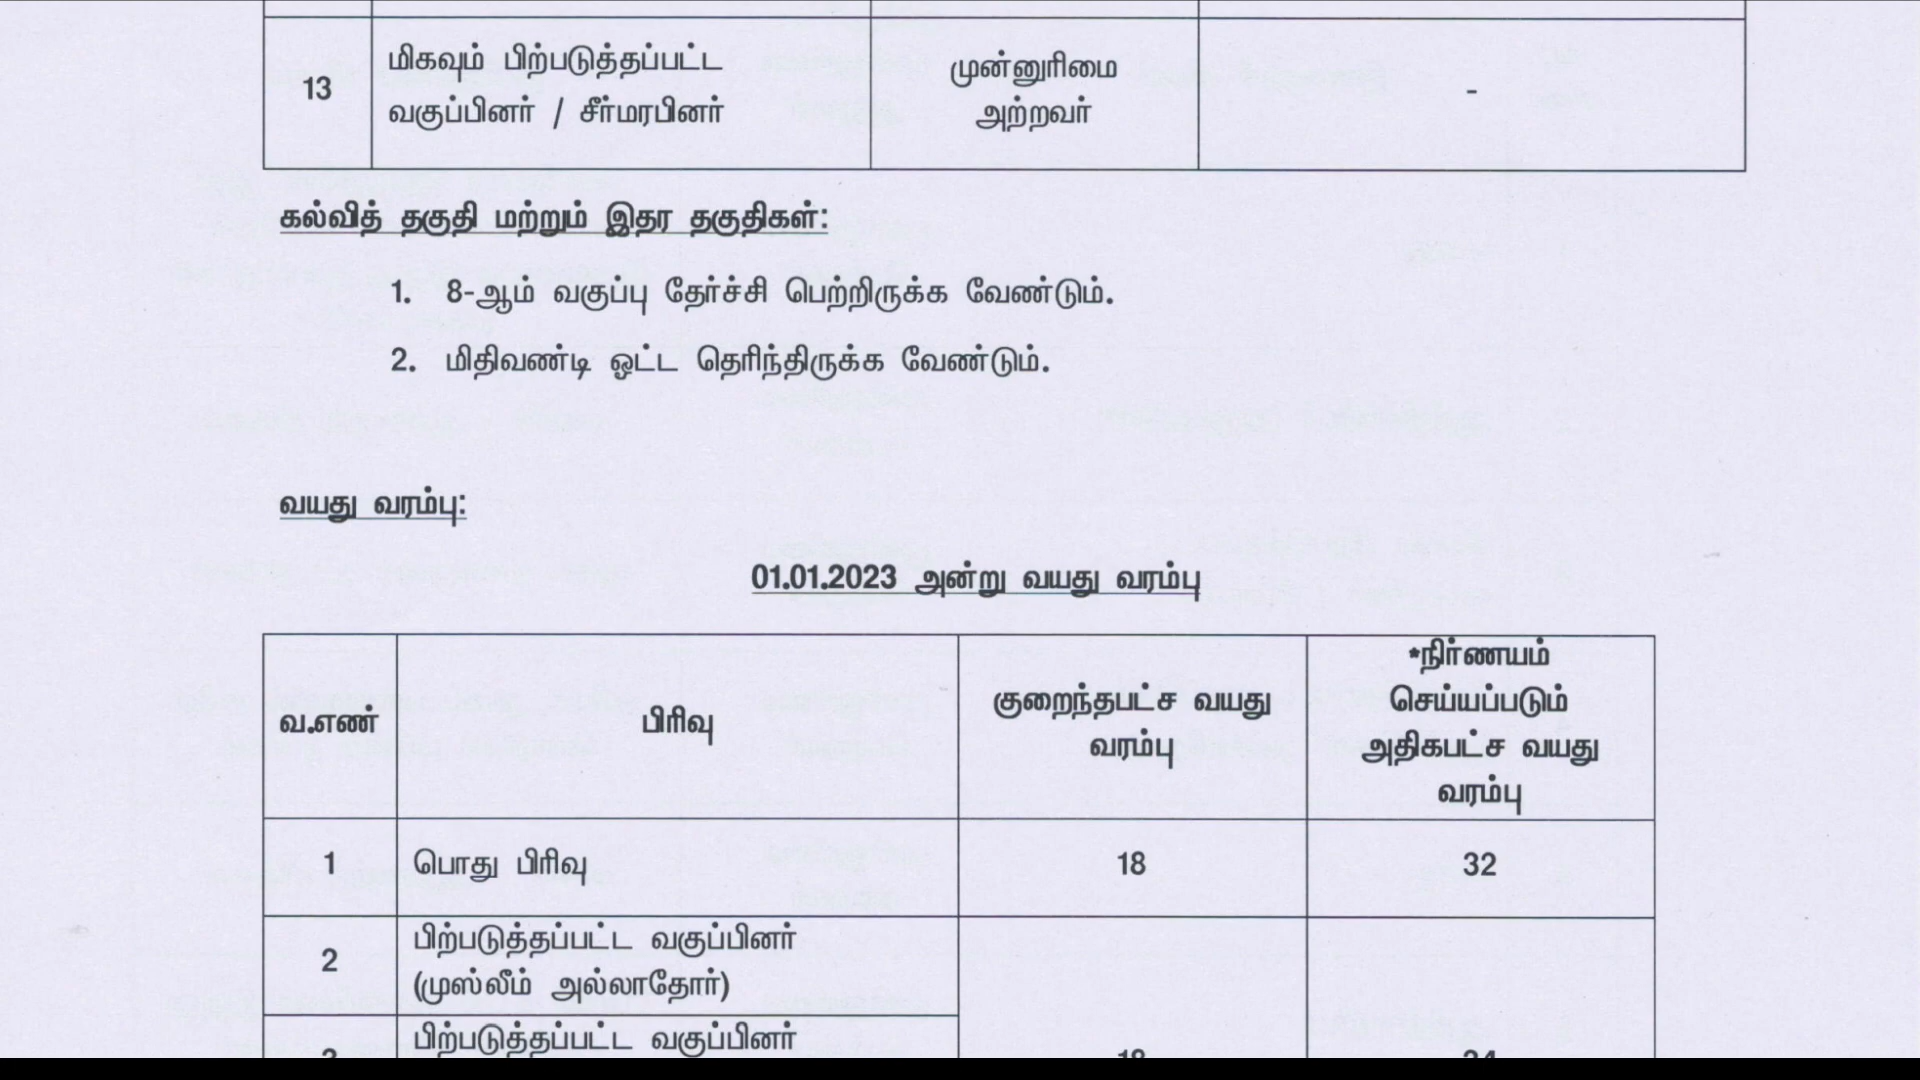 13
மிகவும் பிற்படுத்தப்பட்ட
வகுப்பினர் / சீர்மரபினர்
முன்னுரிமை
அற்றவர்
-
கல்வித் தகுதி மற்றும் இதர தகுதிகள்:
1. 8-ஆம் வகுப்பு தேர்ச்சி பெற்றிருக்க வேண்டும்.
2. மிதிவண்டி ஓட்ட தெரிந்திருக்க வேண்டும்.
வயது வரம்பு:
01.01.2023 அன்று வயது வரம்பு
வ.எண்
பிரிவு
குறைந்தபட்ச வயது
வரம்பு
*நிர்ணயம்
செய்யப்படும்
அதிகபட்ச வயது
வரம்பு
1 பொது பிரிவு 18 32
2
பிற்படுத்தப்பட்ட வகுப்பினர்
(முஸ்லீம் அல்லாதோர்)
பிற்படுத்தப்பட்ட வகுப்பினர்